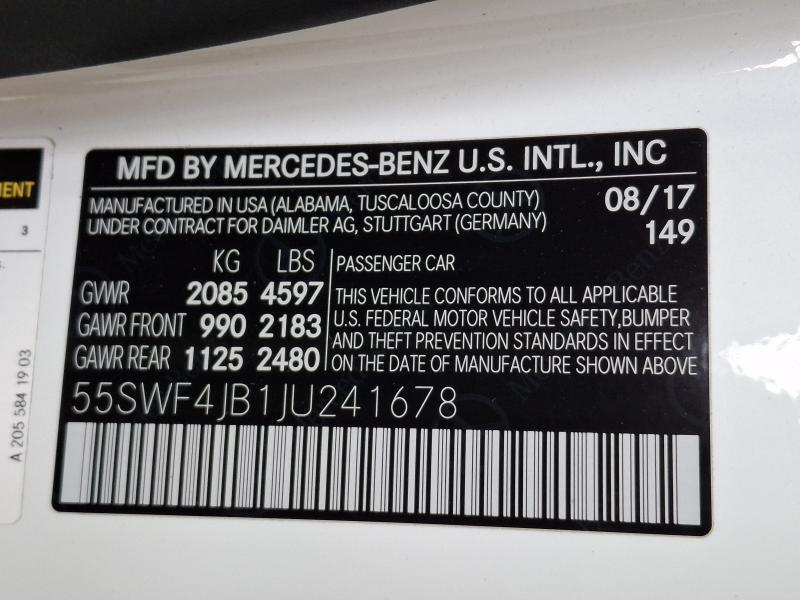 MFD BY MERCEDES-BENZ U.S. INTL., INC
MANUFACTURED IN USA (ALABAMA, TUSCALOOSA COUNTY)
UNDER CONTRACT FOR DAIMLER AG, STUTTGART (GERMANY)
08/17
149
KG LBS
GVWR 2085 4597
GAWR FRONT 990 2183
GAWR REAR 1125 2480
PASSENGER CAR
THIS VEHICLE CONFORMS TO ALL APPLICABLE
U.S. FEDERAL MOTOR VEHICLE SAFETY,BUMPER
AND THEFT PREVENTION STANDARDS IN EFFECT
ON THE DATE OF MANUFACTURE SHOWN ABOVE
55SWF4JB1JU241678
3
A 205 584 19 03